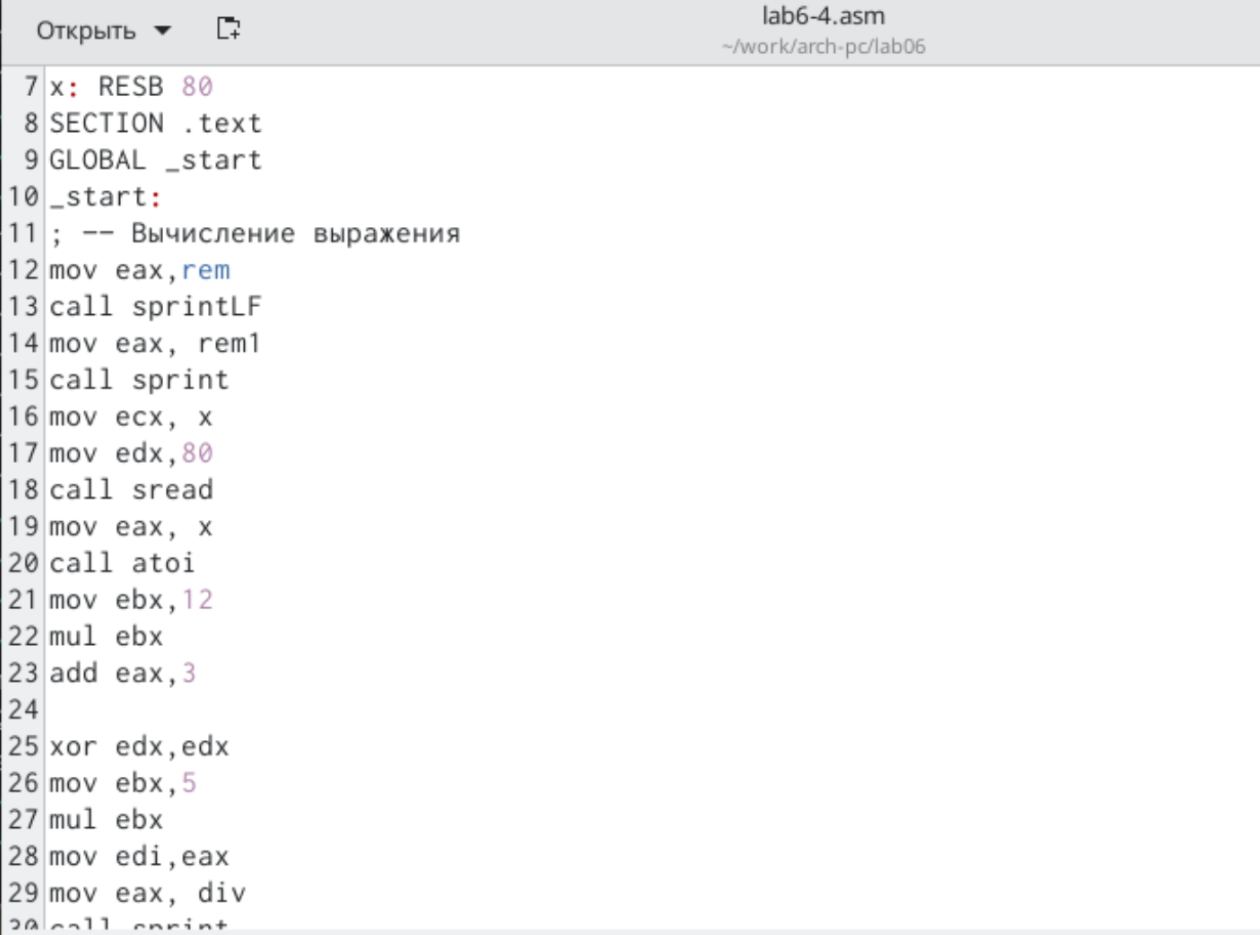 Открыть
lab6-4.asm
~/work/arch-pc/lab06
7 x: RESB 80
8 SECTION .text
9 GLOBAL _start
10 _start:
11 ; -- Вычисление выражения
12 mov eax,rem
13 call sprintLF
14 mov eax, rem1
15 call sprint
16 mov ecx, x
17 mov edx,80
18 call sread
19 mov eax, x
20 call atoi
21 mov ebx,12
22 mul ebx
23 add eax,3
24
25 xor edx,edx
26 mov ebx,5
27 mul ebx
28 mov edi,eax
29 mov eax, div
30 call sprint